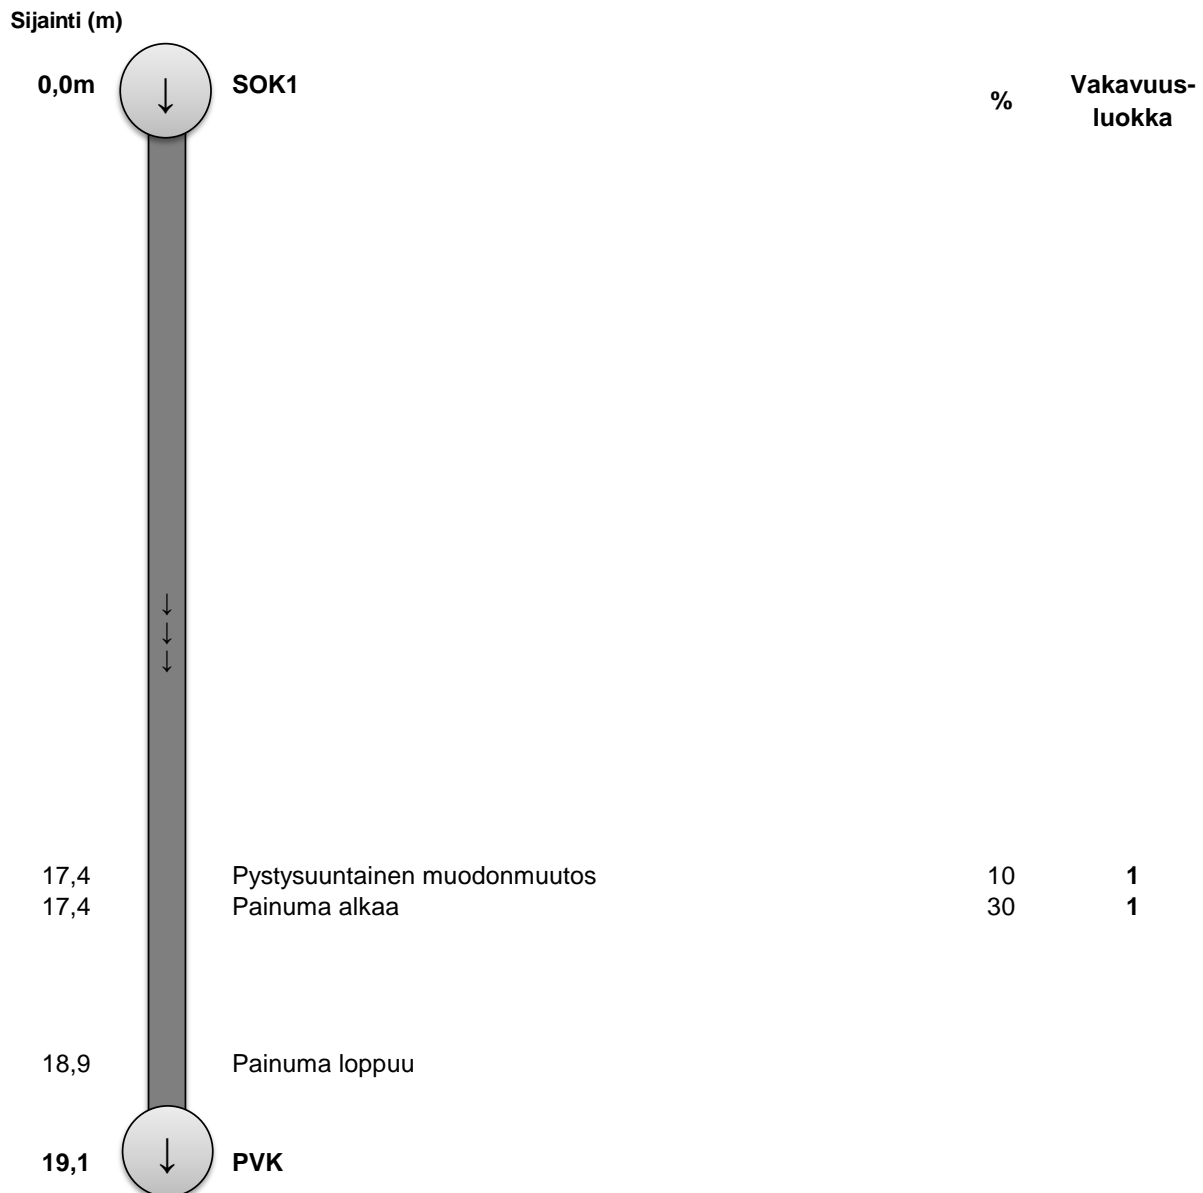 Sijainti (m)
0,0m ↓ SOK1 % Vakavuus-
luokka
↓
↓
↓
17,4 Pystysuuntainen muodonmuutos 10 1
17,4 Painuma alkaa 30 1
18,9 Painuma loppuu
19,1 ↓ PVK